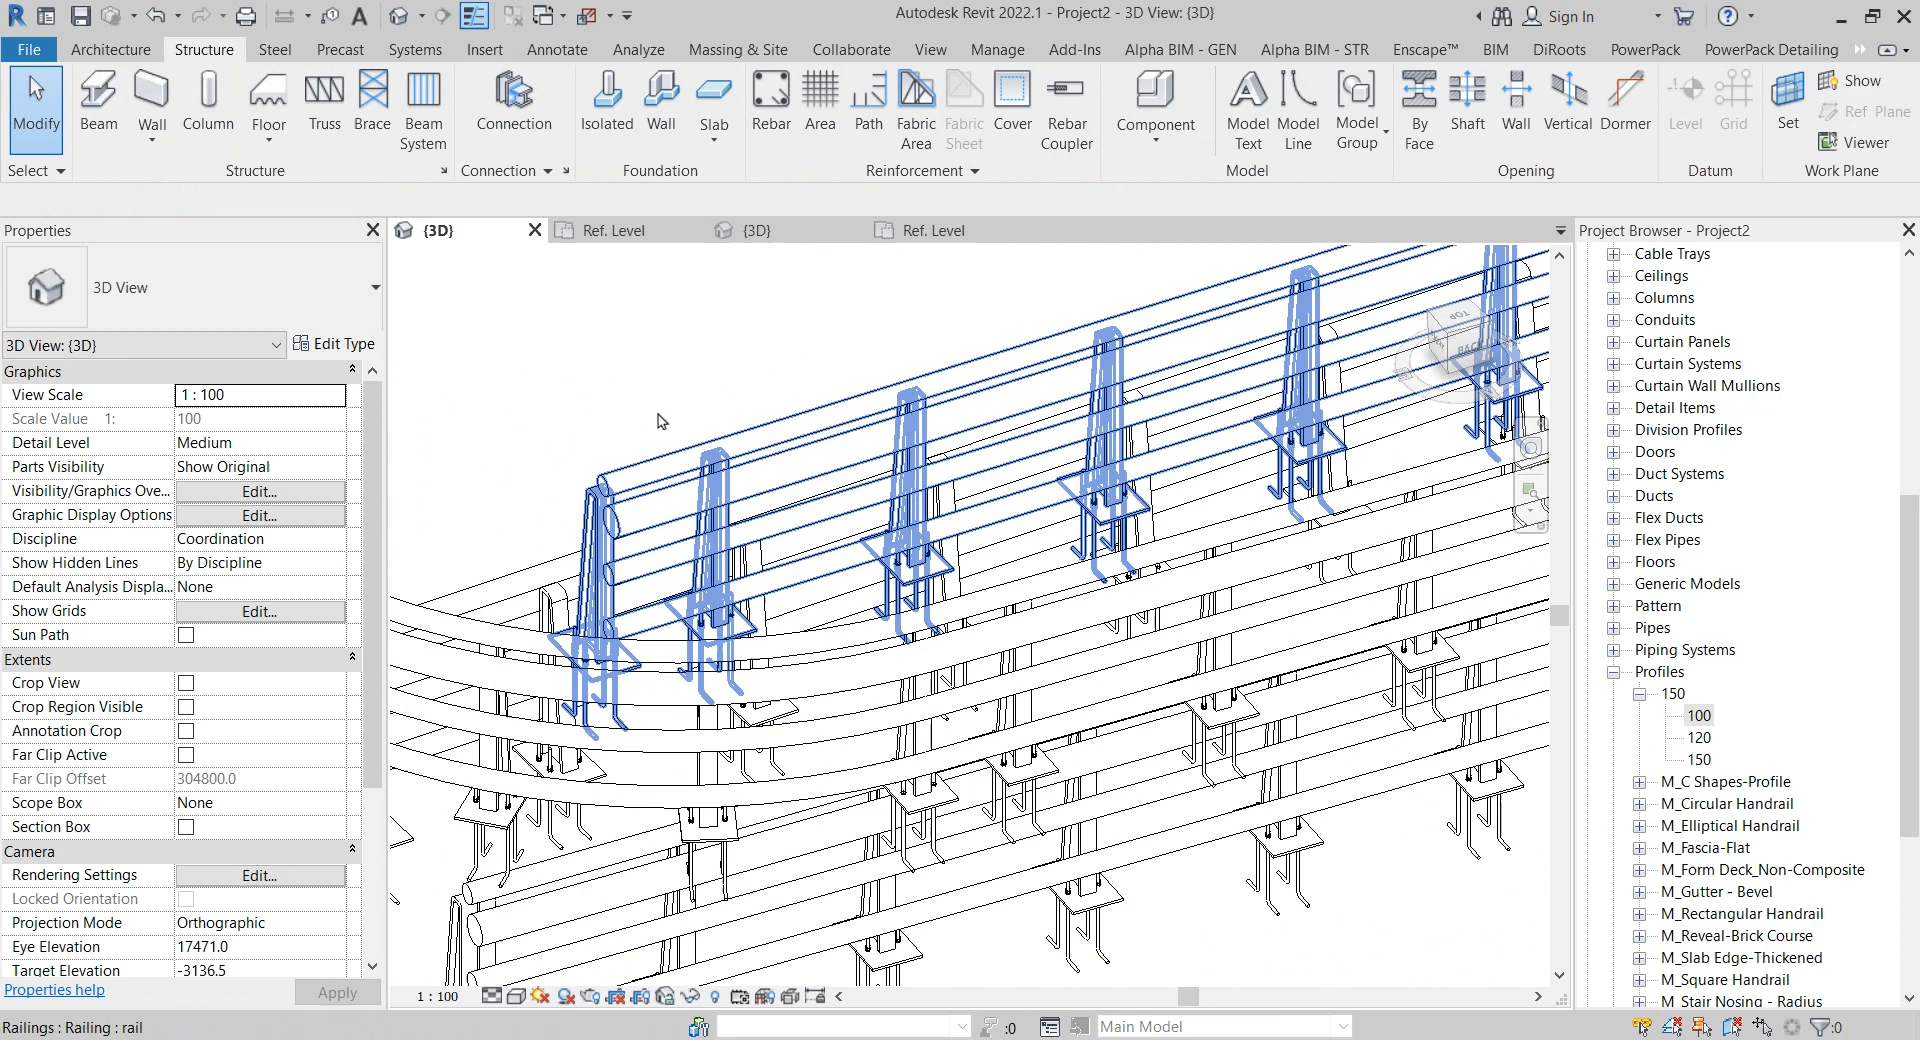 Autodesk Revit 2022.1 - Project2 - 3D View: {3D}
Sign In
File Architecture Structure Steel Precast Systems Insert Annotate Analyze Massing & Site Collaborate View Manage Add-Ins Alpha BIM - GEN Alpha BIM - STR Enscape™ BIM DiRoots PowerPack PowerPack Detailing
Modify
Beam
Wall
Column
Floor
Truss
Brace
Beam System
Connection
Isolated
Wall
Slab
Rebar
Area
Path
Fabric Area
Fabric Sheet
Cover
Rebar Coupler
Component
Model Text
Model Line
Model Group
By Face
Shaft
Wall
Vertical
Dormer
Level
Grid
Set
Show
Ref Plane
Viewer
Select
Structure
Connection
Foundation
Reinforcement
Model
Opening
Datum
Work Plane
Properties
3D View
3D View: {3D}
Edit Type
Graphics
View Scale 1 : 100
Scale Value 1: 100
Detail Level Medium
Parts Visibility Show Original
Visibility/Graphics Ove... Edit...
Graphic Display Options Edit...
Discipline Coordination
Show Hidden Lines By Discipline
Default Analysis Displa... None
Show Grids Edit...
Sun Path
Extents
Crop View
Crop Region Visible
Annotation Crop
Far Clip Active
Far Clip Offset 304800.0
Scope Box None
Section Box
Camera
Rendering Settings Edit...
Locked Orientation
Projection Mode Orthographic
Eye Elevation 17471.0
Target Elevation -3136.5
Properties help
Apply
{3D}
Ref. Level
{3D}
Ref. Level
TOP
BACK
1 : 100
Project Browser - Project2
Cable Trays
Ceilings
Columns
Conduits
Curtain Panels
Curtain Systems
Curtain Wall Mullions
Detail Items
Division Profiles
Doors
Duct Systems
Ducts
Flex Ducts
Flex Pipes
Floors
Generic Models
Pattern
Pipes
Piping Systems
Profiles
150
100
120
150
M_C Shapes-Profile
M_Circular Handrail
M_Elliptical Handrail
M_Fascia-Flat
M_Form Deck_Non-Composite
M_Gutter - Bevel
M_Rectangular Handrail
M_Reveal-Brick Course
M_Slab Edge-Thickened
M_Square Handrail
M_Stair Nosing - Radius
Railings : Railing : rail
:0
Main Model
:0